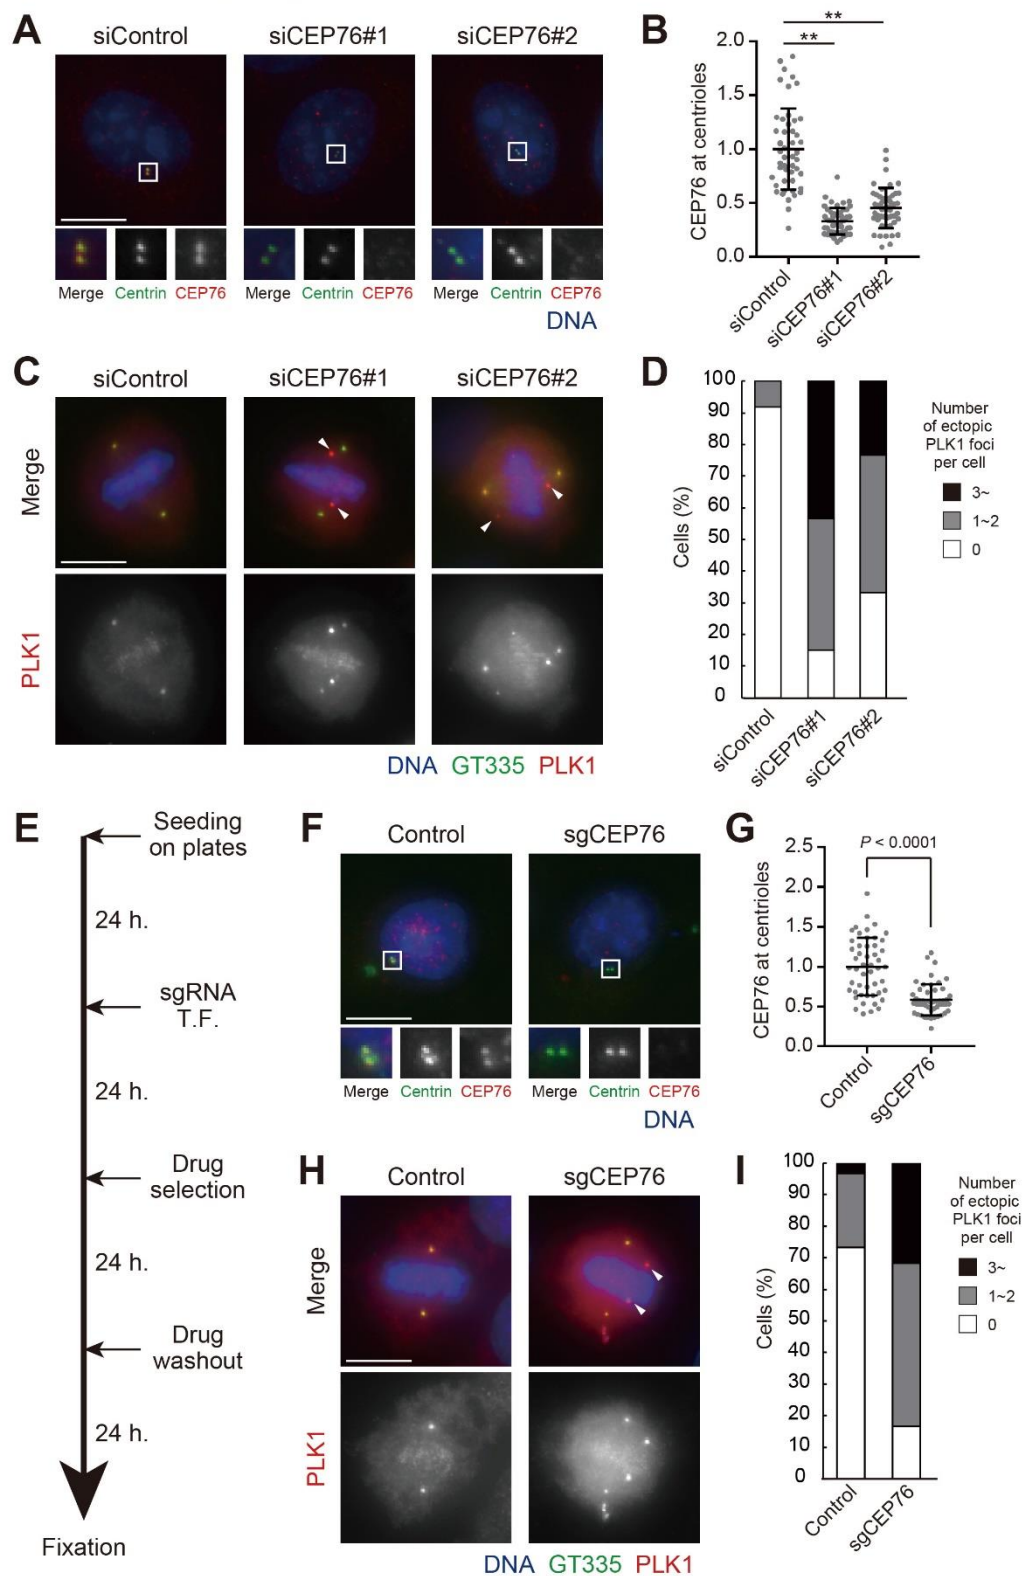 A
siControl siCEP76#1 siCEP76#2
Merge Centrin CEP76 Merge Centrin CEP76 Merge Centrin CEP76
DNA
B
**
**
CEP76 at centrioles
2.0
1.5
1.0
0.5
0.0
siControl siCEP76#1 siCEP76#2
C
siControl siCEP76#1 siCEP76#2
Merge
PLK1
DNA GT335 PLK1
D
Cells (%)
100
90
80
70
60
50
40
30
20
10
0
siControl siCEP76#1 siCEP76#2
Number
of ectopic
PLK1 foci
per cell
3~
1~2
0
E
Seeding
on plates
24 h.
sgRNA
T.F.
24 h.
Drug
selection
24 h.
Drug
washout
24 h.
Fixation
F
Control sgCEP76
Merge Centrin CEP76 Merge Centrin CEP76
DNA
G
P < 0.0001
CEP76 at centrioles
2.5
2.0
1.5
1.0
0.5
0.0
Control sgCEP76
H
Control sgCEP76
Merge
PLK1
DNA GT335 PLK1
I
Cells (%)
100
90
80
70
60
50
40
30
20
10
0
Control sgCEP76
Number
of ectopic
PLK1 foci
per cell
3~
1~2
0